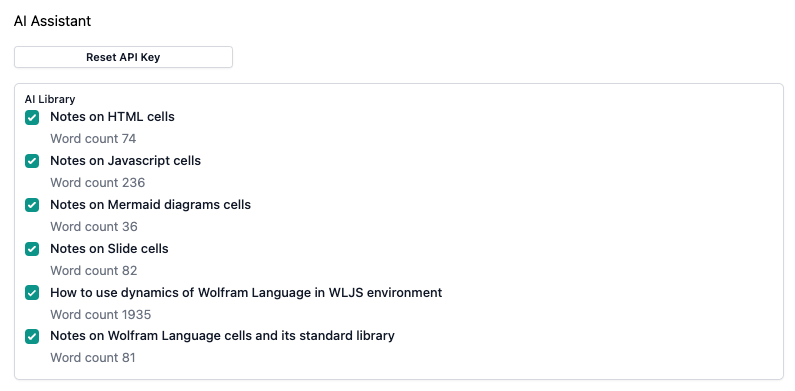 AI Assistant
Reset API Key
AI Library
Notes on HTML cells
Word count 74
Notes on Javascript cells
Word count 236
Notes on Mermaid diagrams cells
Word count 36
Notes on Slide cells
Word count 82
How to use dynamics of Wolfram Language in WLJS environment
Word count 1935
Notes on Wolfram Language cells and its standard library
Word count 81